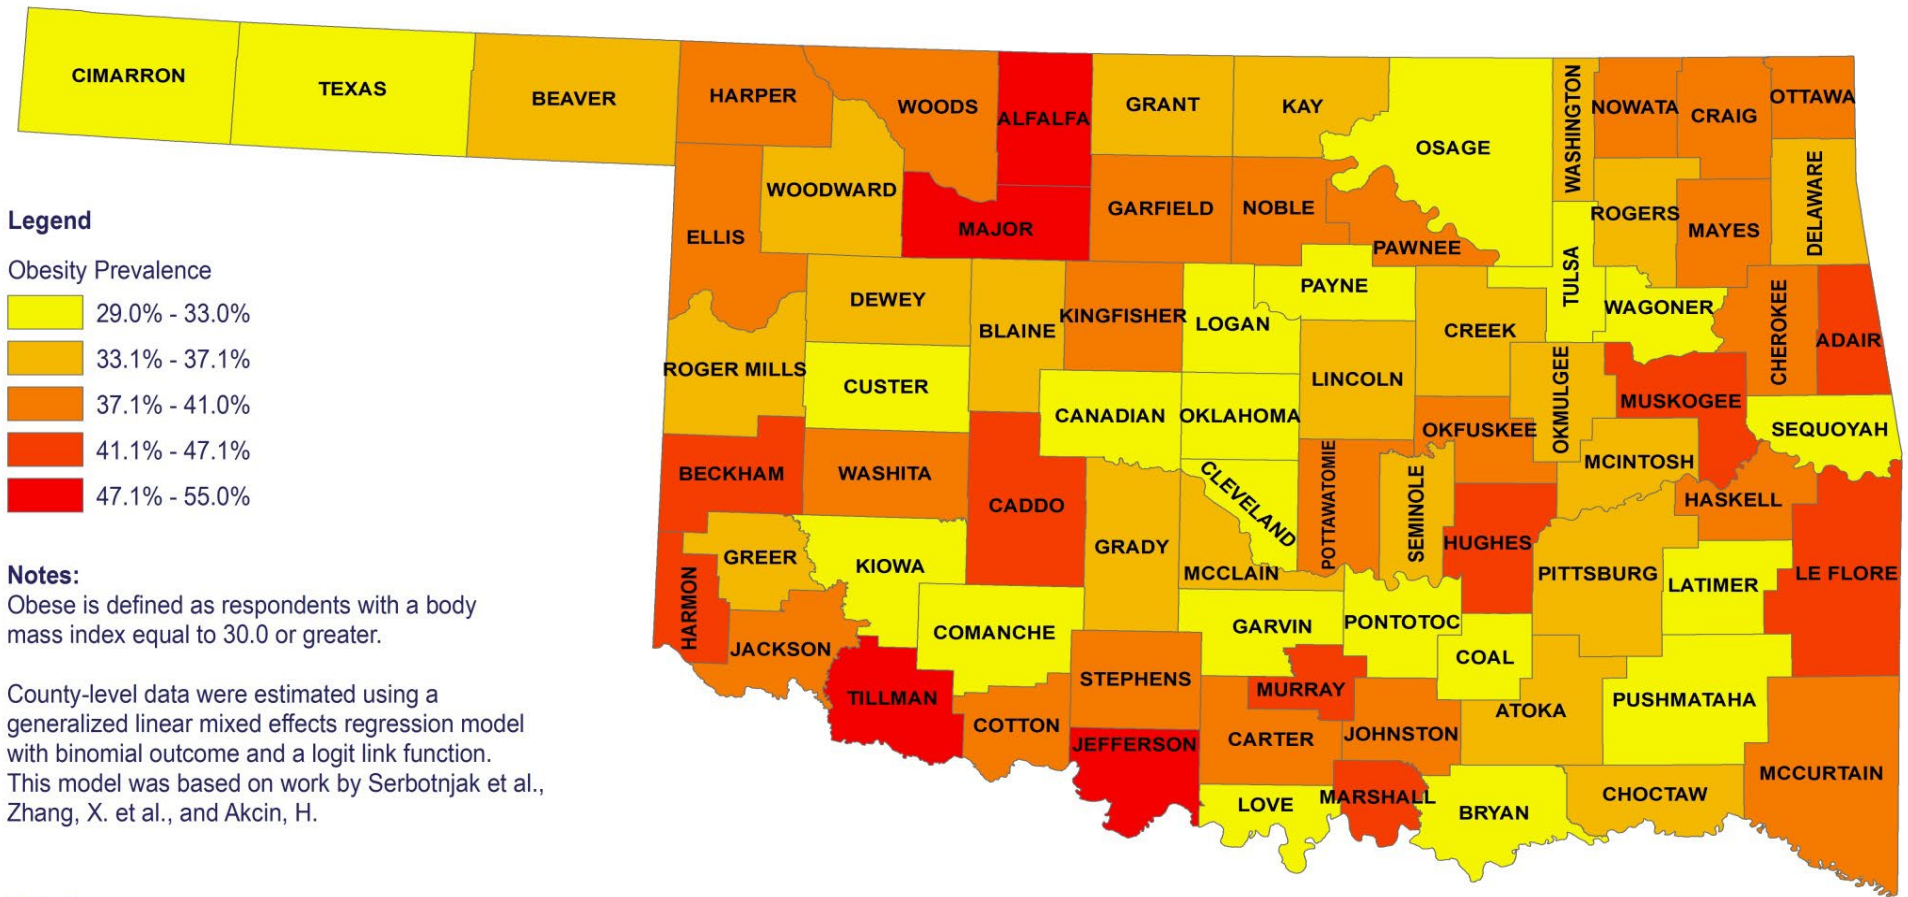 CIMARRON
TEXAS
BEAVER
HARPER
WOODS
ALFALFA
GRANT
KAY
OSAGE
WASHINGTON
NOWATA
CRAIG
OTTAWA
WOODWARD
ELLIS
MAJOR
GARFIELD
NOBLE
PAWNEE
TULSA
ROGERS
MAYES
DELAWARE
Legend
Obesity Prevalence
29.0% - 33.0%
33.1% - 37.1%
37.1% - 41.0%
41.1% - 47.1%
47.1% - 55.0%
DEWEY
BLAINE
KINGFISHER
LOGAN
PAYNE
CREEK
WAGONER
CHEROKEE
ADAIR
ROGER MILLS
CUSTER
CANADIAN
OKLAHOMA
LINCOLN
OKMULGEE
MUSKOGEE
SEQUOYAH
BECKHAM
WASHITA
CADDO
CLEVELAND
POTTAWATOMIE
SEMINOLE
OKFUSKEE
MCINTOSH
HASKELL
HARMON
GREER
KIOWA
GRADY
MCCLAIN
HUGHES
PITTSBURG
LATIMER
LE FLORE
JACKSON
COMANCHE
GARVIN
PONTOTOC
COAL
TILLMAN
COTTON
STEPHENS
MURRAY
ATOKA
PUSHMATAHA
JEFFERSON
CARTER
JOHNSTON
LOVE
MARSHALL
BRYAN
CHOCTAW
MCCURTAIN
Notes:
Obese is defined as respondents with a body
mass index equal to 30.0 or greater.
County-level data were estimated using a
generalized linear mixed effects regression model
with binomial outcome and a logit link function.
This model was based on work by Serbotnjak et al.,
Zhang, X. et al., and Akcin, H.